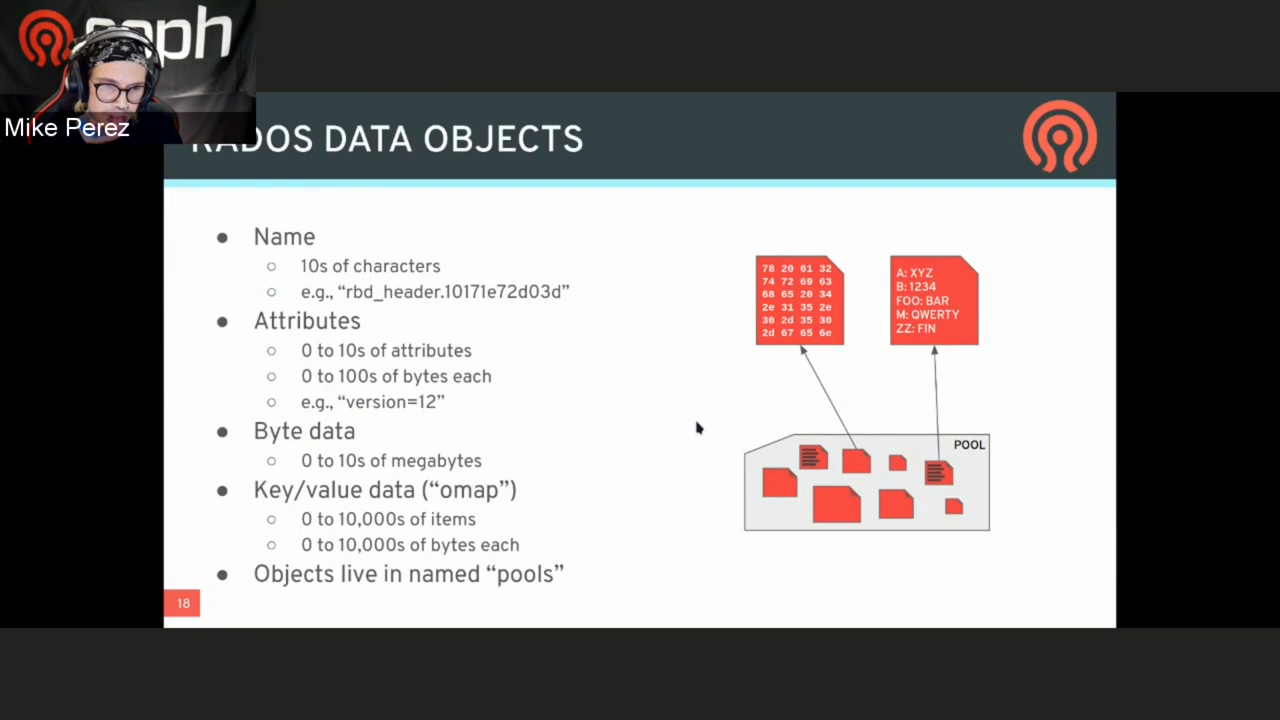 ceph
Mike Perez
RADOS DATA OBJECTS
● Name
○ 10s of characters
○ e.g., “rbd_header.10171e72d03d”
● Attributes
○ 0 to 10s of attributes
○ 0 to 100s of bytes each
○ e.g., “version=12”
● Byte data
○ 0 to 10s of megabytes
● Key/value data (“omap”)
○ 0 to 10,000s of items
○ 0 to 10,000s of bytes each
● Objects live in named “pools”
78 20 61 32
74 72 69 63
68 65 20 34
2e 31 35 2e
30 2d 35 30
2d 67 65 6e
A: XYZ
B: 1234
FOO: BAR
M: QWERTY
ZZ: FIN
POOL
18